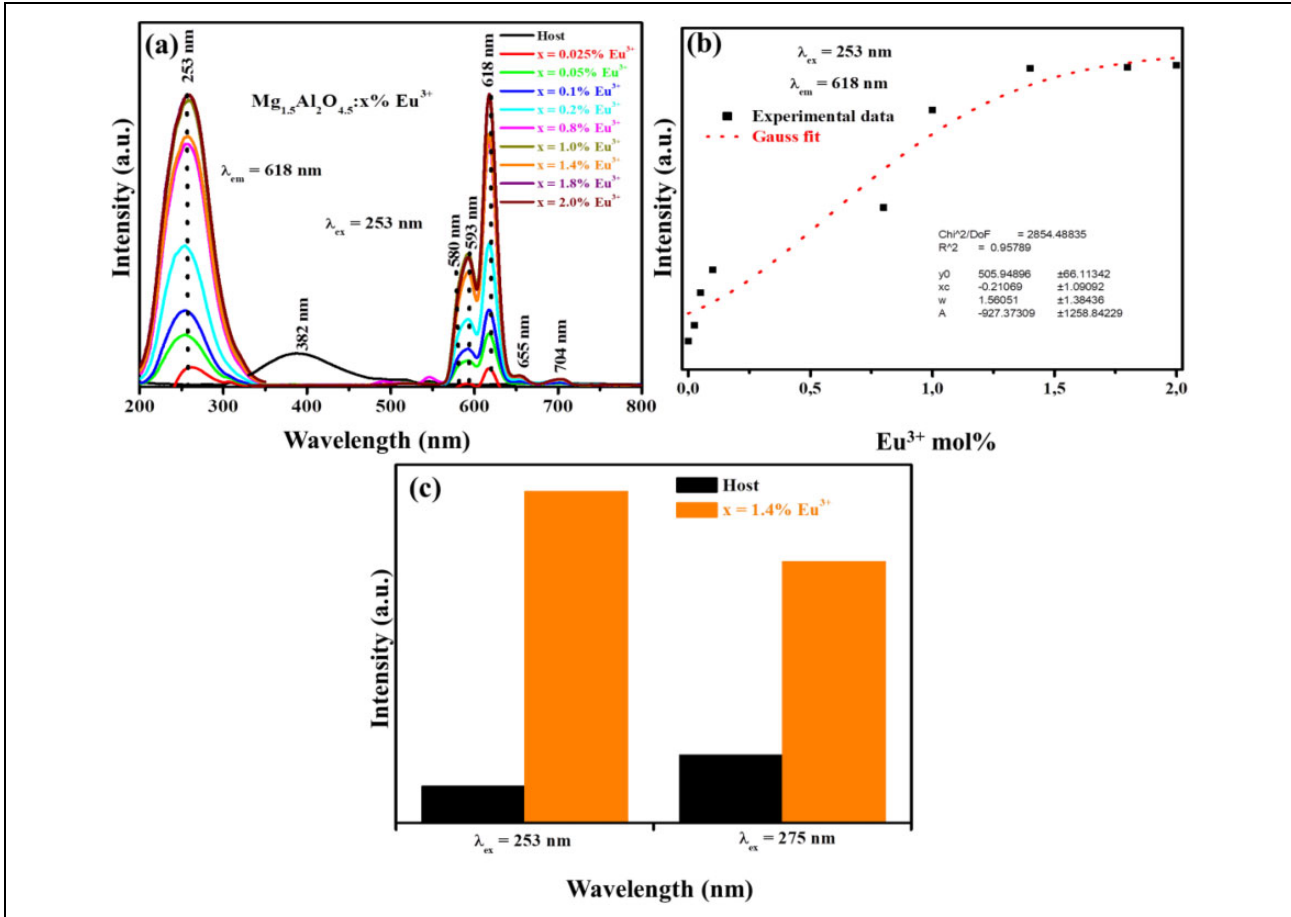 (a)
253 nm
Mg1.5Al2O4.5:x% Eu3+
λem = 618 nm
λex = 253 nm
382 nm
580 nm
593 nm
618 nm
655 nm
704 nm
Host
x = 0.025% Eu3+
x = 0.05% Eu3+
x = 0.1% Eu3+
x = 0.2% Eu3+
x = 0.8% Eu3+
x = 1.0% Eu3+
x = 1.4% Eu3+
x = 1.8% Eu3+
x = 2.0% Eu3+
Intensity (a.u.)
200 300 400 500 600 700 800
Wavelength (nm)
(b)
λex = 253 nm
λem = 618 nm
Experimental data
Gauss fit
Chi^2/DoF = 2854.48835
R^2 = 0.95789
y0 505.94896 ±66.11342
xc -0.21069 ±1.09092
w 1.56051 ±1.38436
A -927.37309 ±1258.84229
Intensity (a.u.)
0,0 0,5 1,0 1,5 2,0
Eu3+ mol%
(c)
Host
x = 1.4% Eu3+
Intensity (a.u.)
λex = 253 nm
λex = 275 nm
Wavelength (nm)